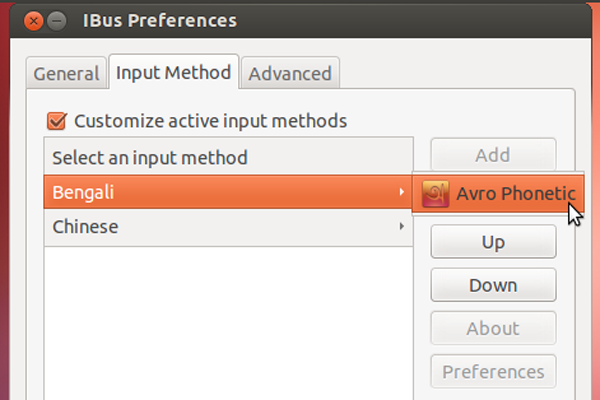 IBus Preferences
General
Input Method
Advanced
Customize active input methods
Select an input method
Add
Bengali
Avro Phonetic
Chinese
Up
Down
About
Preferences